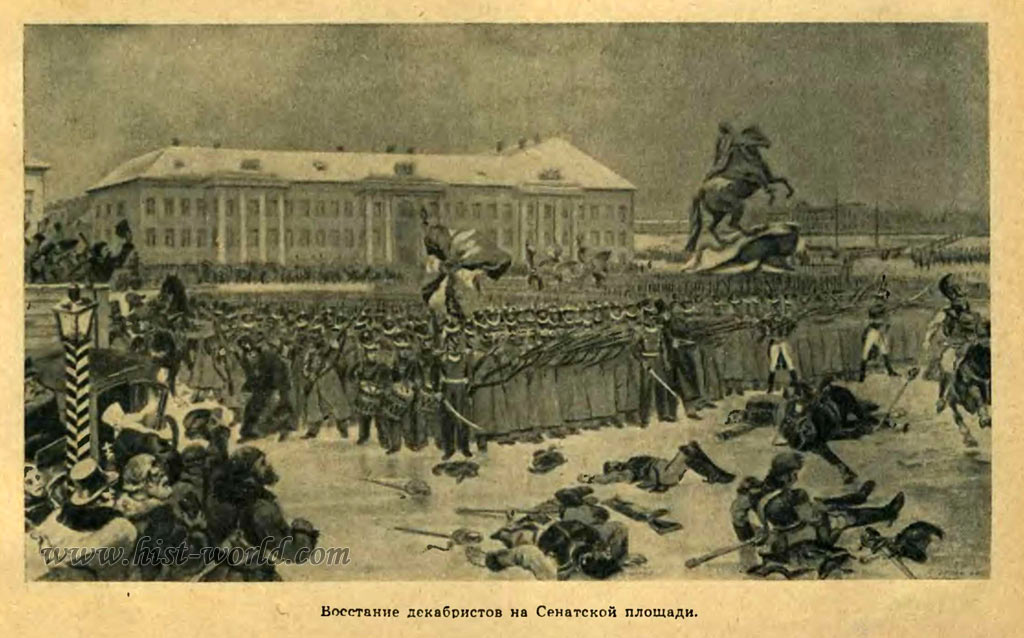 www.hist-world.com
Восстание декабристов на Сенатской площади.